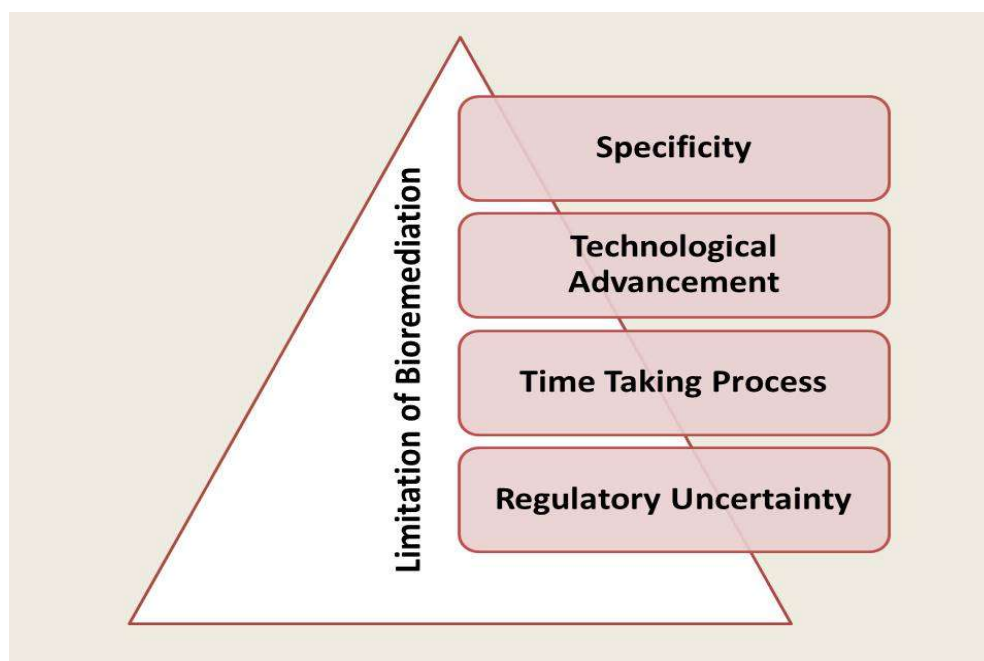 Limitation of Bioremediation
Specificity
Technological
Advancement
Time Taking Process
Regulatory Uncertainty